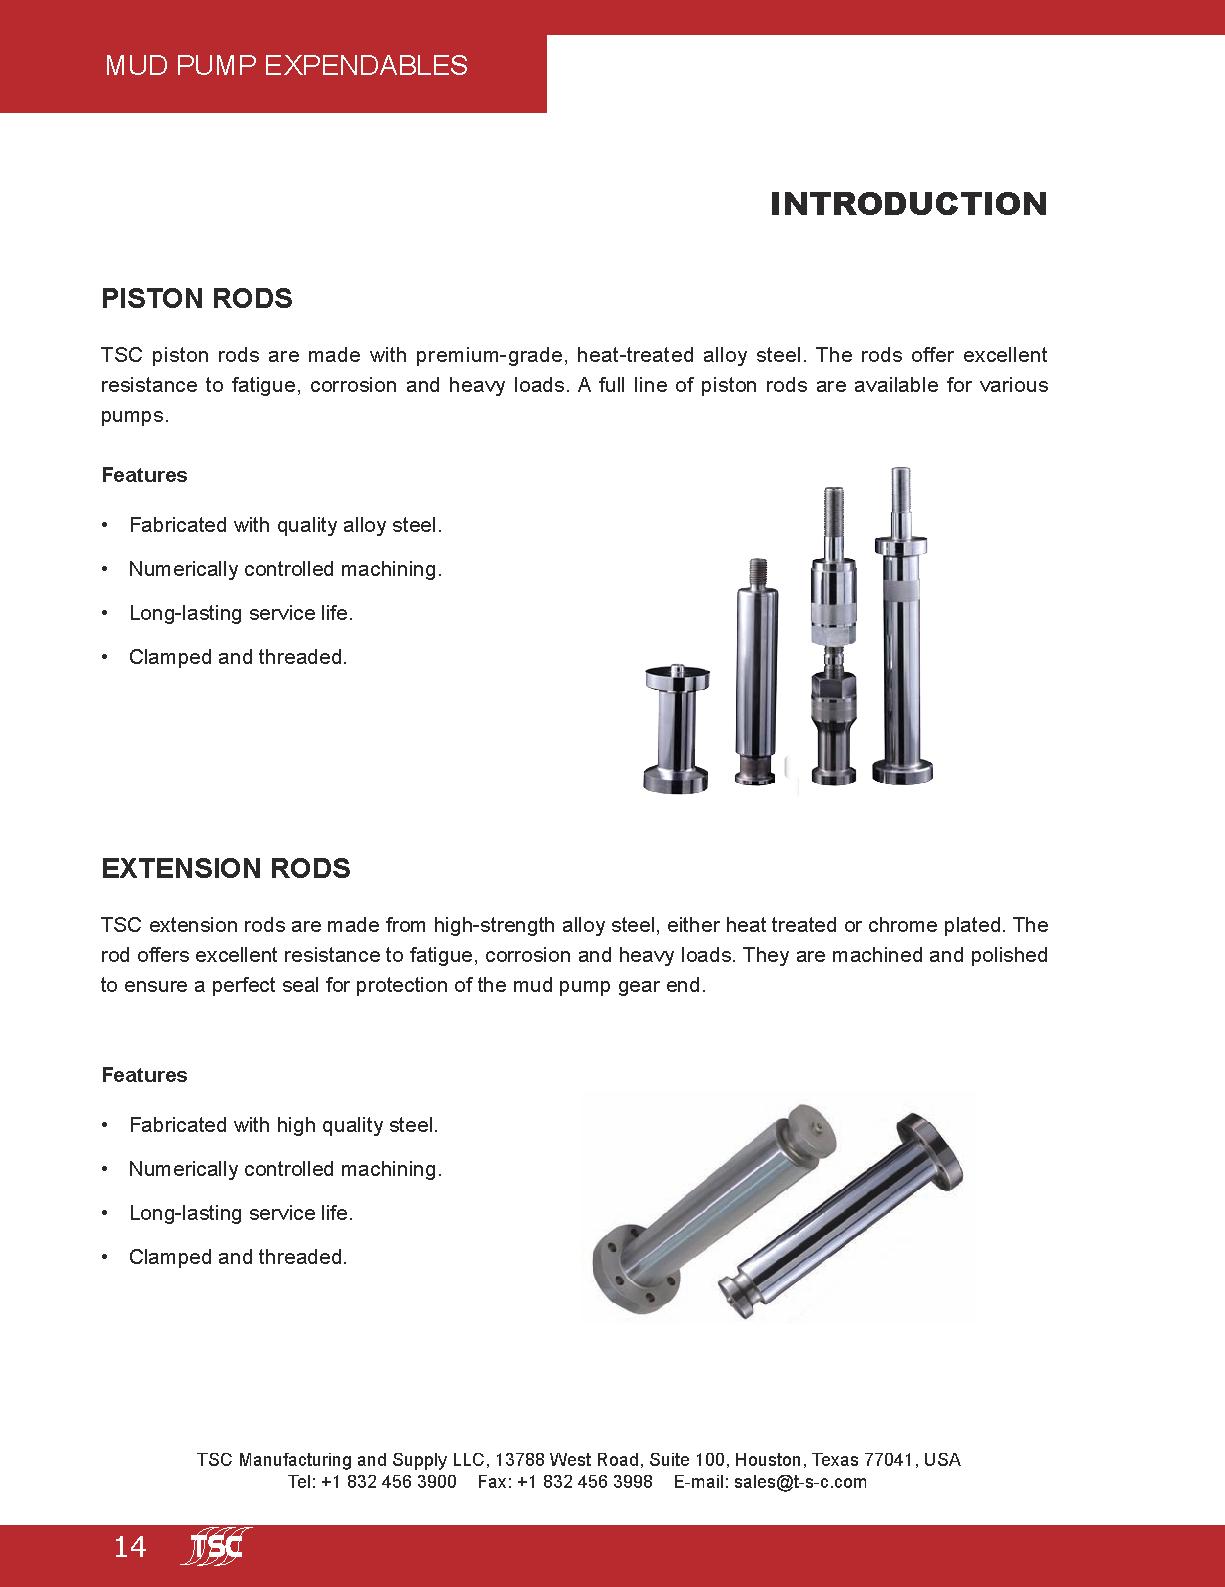 MUD PUMP EXPENDABLES
INTRODUCTION
PISTON RODS
TSC piston rods are made with premium-grade, heat-treated alloy steel. The rods offer excellent
resistance to fatigue, corrosion and heavy loads. A full line of piston rods are available for various
pumps.
Features
• Fabricated with quality alloy steel.
• Numerically controlled machining.
• Long-lasting service life.
• Clamped and threaded.
EXTENSION RODS
TSC extension rods are made from high-strength alloy steel, either heat treated or chrome plated. The
rod offers excellent resistance to fatigue, corrosion and heavy loads. They are machined and polished
to ensure a perfect seal for protection of the mud pump gear end.
Features
• Fabricated with high quality steel.
• Numerically controlled machining.
• Long-lasting service life.
• Clamped and threaded.
TSC Manufacturing and Supply LLC, 13788 West Road, Suite 100, Houston, Texas 77041, USA
Tel: +1 832 456 3900 Fax: +1 832 456 3998 E-mail: sales@t-s-c.com
14 TSC